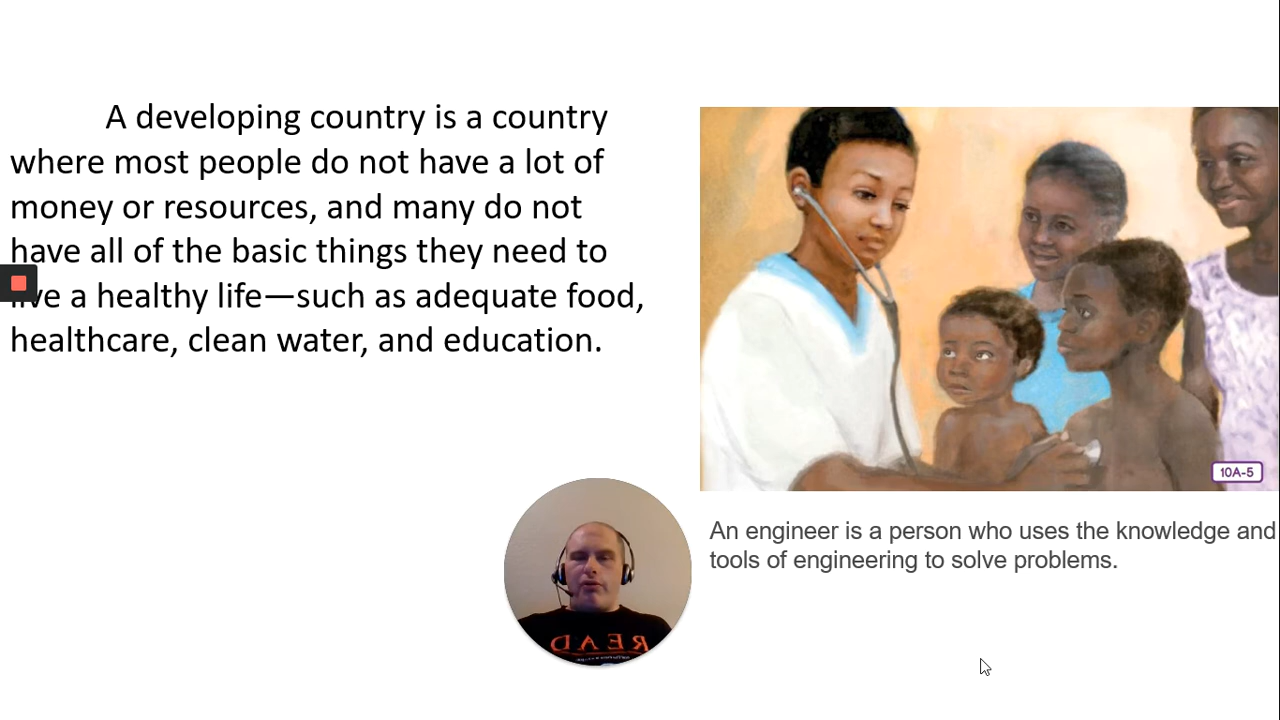 A developing country is a country
where most people do not have a lot of
money or resources, and many do not
have all of the basic things they need to
live a healthy life—such as adequate food,
healthcare, clean water, and education.
10A-5
An engineer is a person who uses the knowledge and
tools of engineering to solve problems.
READ